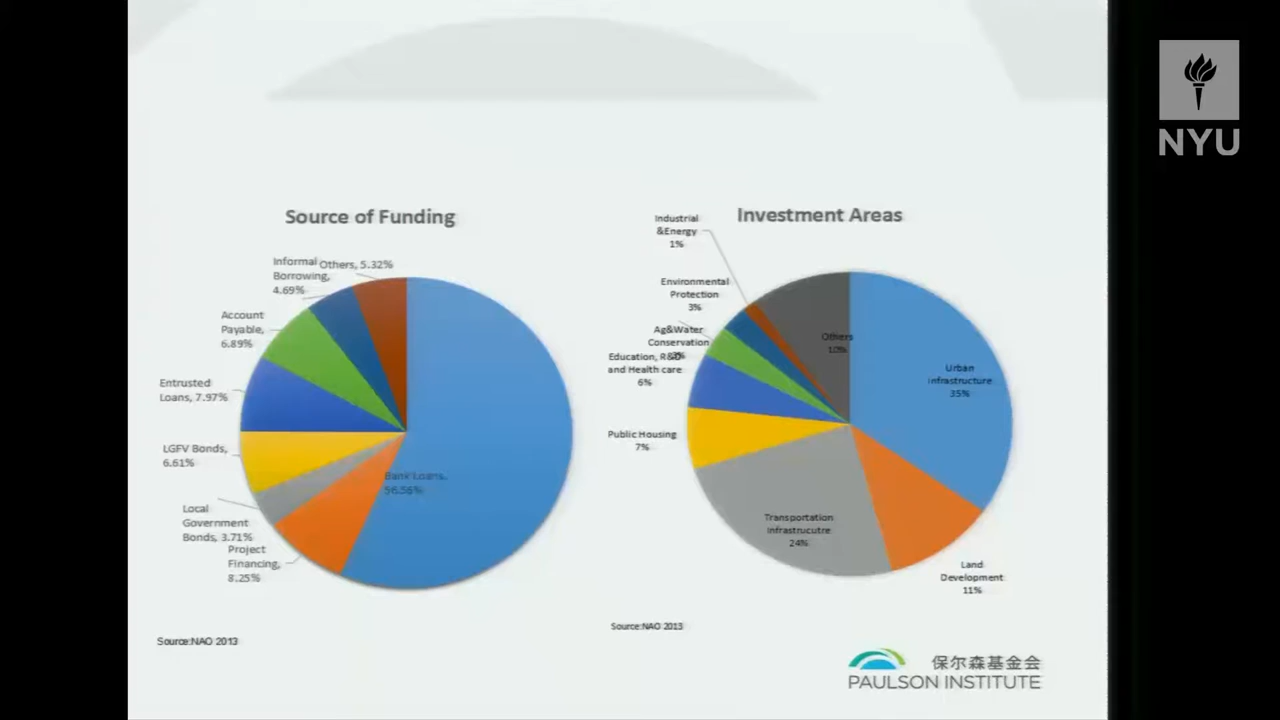 NYU
Source of Funding
Informal
Borrowing,
4.69%
Others, 5.32%
Account
Payable,
6.89%
Entrusted
Loans, 7.97%
LGFV Bonds,
6.61%
Local
Government
Bonds, 3.71%
Project
Financing,
8.25%
Bank Loans,
56.56%
Source:NAO 2013
Investment Areas
Industrial
&Energy
1%
Environmental
Protection
3%
Ag&Water
Conservation
Education, R&D
and Health care
6%
Public Housing
7%
Transportation
Infrastrucutre
24%
Land
Development
11%
Urban
infrastructure
35%
Others
10%
Source:NAO 2013
保尔森基金会
PAULSON INSTITUTE